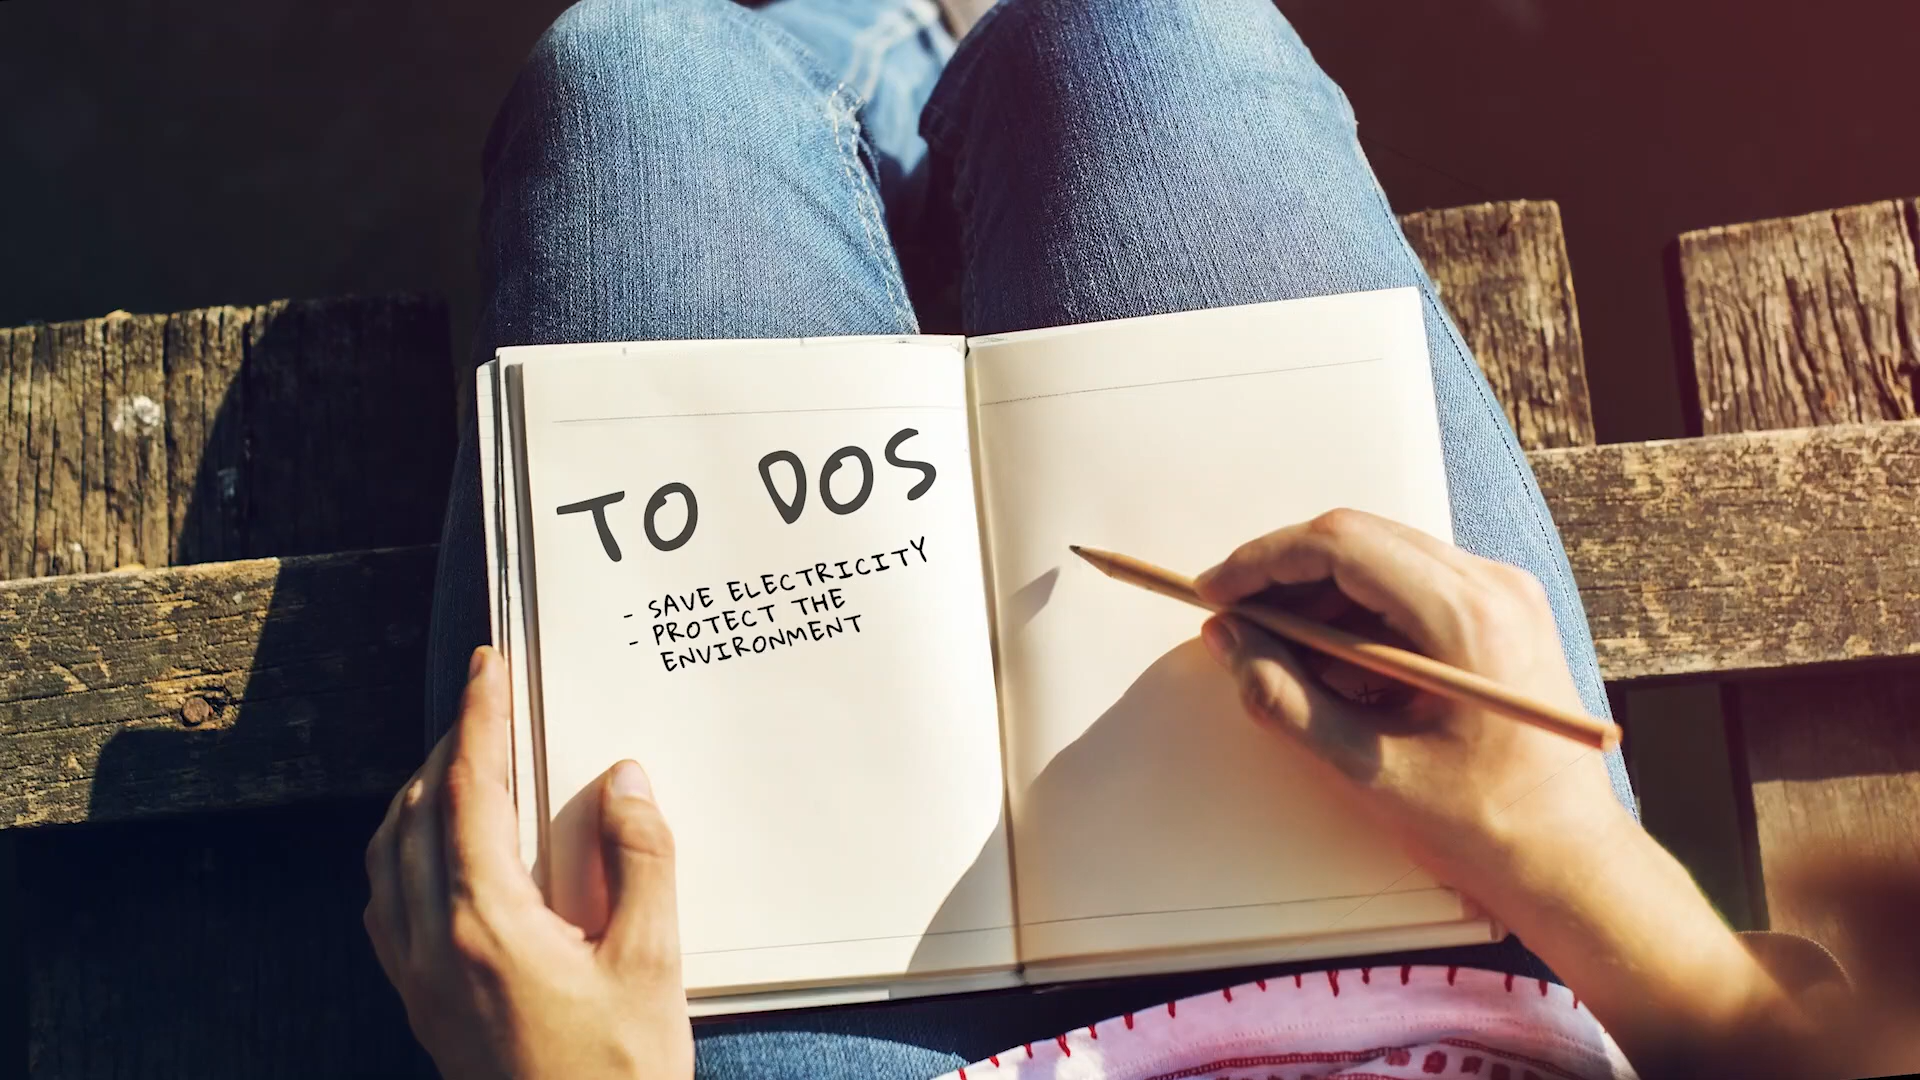 TO DOS
- SAVE ELECTRICITY
- PROTECT THE
ENVIRONMENT